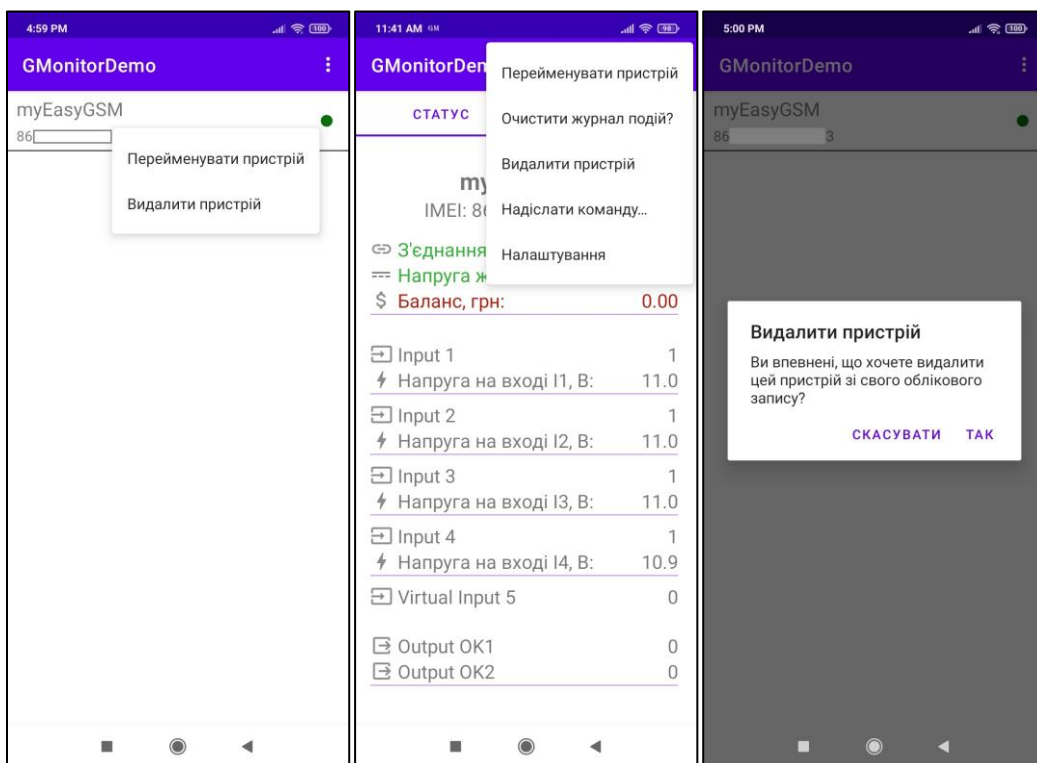 4:59 PM
100
GMonitorDemo
myEasyGSM
86
Перейменувати пристрій
Видалити пристрій
11:41 AM GM
98
GMonitorDem
СТАТУС
Перейменувати пристрій
Очистити журнал подій?
Видалити пристрій
Надіслати команду...
Налаштування
my
IMEI: 86
З'єднання
Напруга ж
$ Баланс, грн: 0.00
Input 1 1
Напруга на вході I1, В: 11.0
Input 2 1
Напруга на вході I2, В: 11.0
Input 3 1
Напруга на вході I3, В: 11.0
Input 4 1
Напруга на вході I4, В: 10.9
Virtual Input 5 0
Output OK1 0
Output OK2 0
5:00 PM
100
GMonitorDemo
myEasyGSM
86 3
Видалити пристрій
Ви впевнені, що хочете видалити
цей пристрій зі свого облікового
запису?
СКАСУВАТИ ТАК